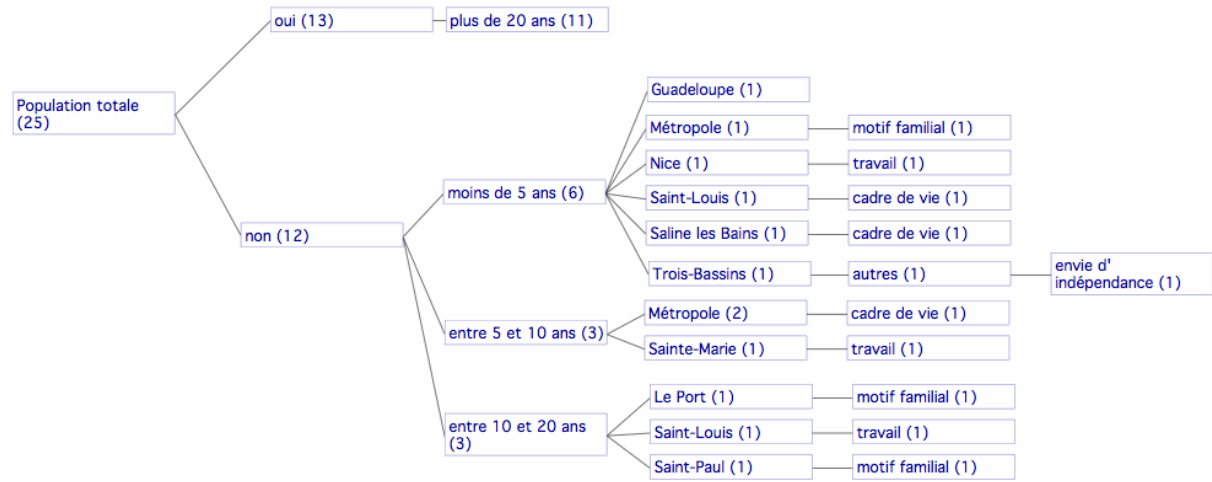 oui (13)
plus de 20 ans (11)
Population totale
(25)
non (12)
moins de 5 ans (6)
Guadeloupe (1)
Métropole (1)
motif familial (1)
Nice (1)
travail (1)
Saint-Louis (1)
cadre de vie (1)
Saline les Bains (1)
cadre de vie (1)
Trois-Bassins (1)
autres (1)
envie d'
indépendance (1)
entre 5 et 10 ans (3)
Métropole (2)
cadre de vie (1)
Sainte-Marie (1)
travail (1)
entre 10 et 20 ans
(3)
Le Port (1)
motif familial (1)
Saint-Louis (1)
travail (1)
Saint-Paul (1)
motif familial (1)